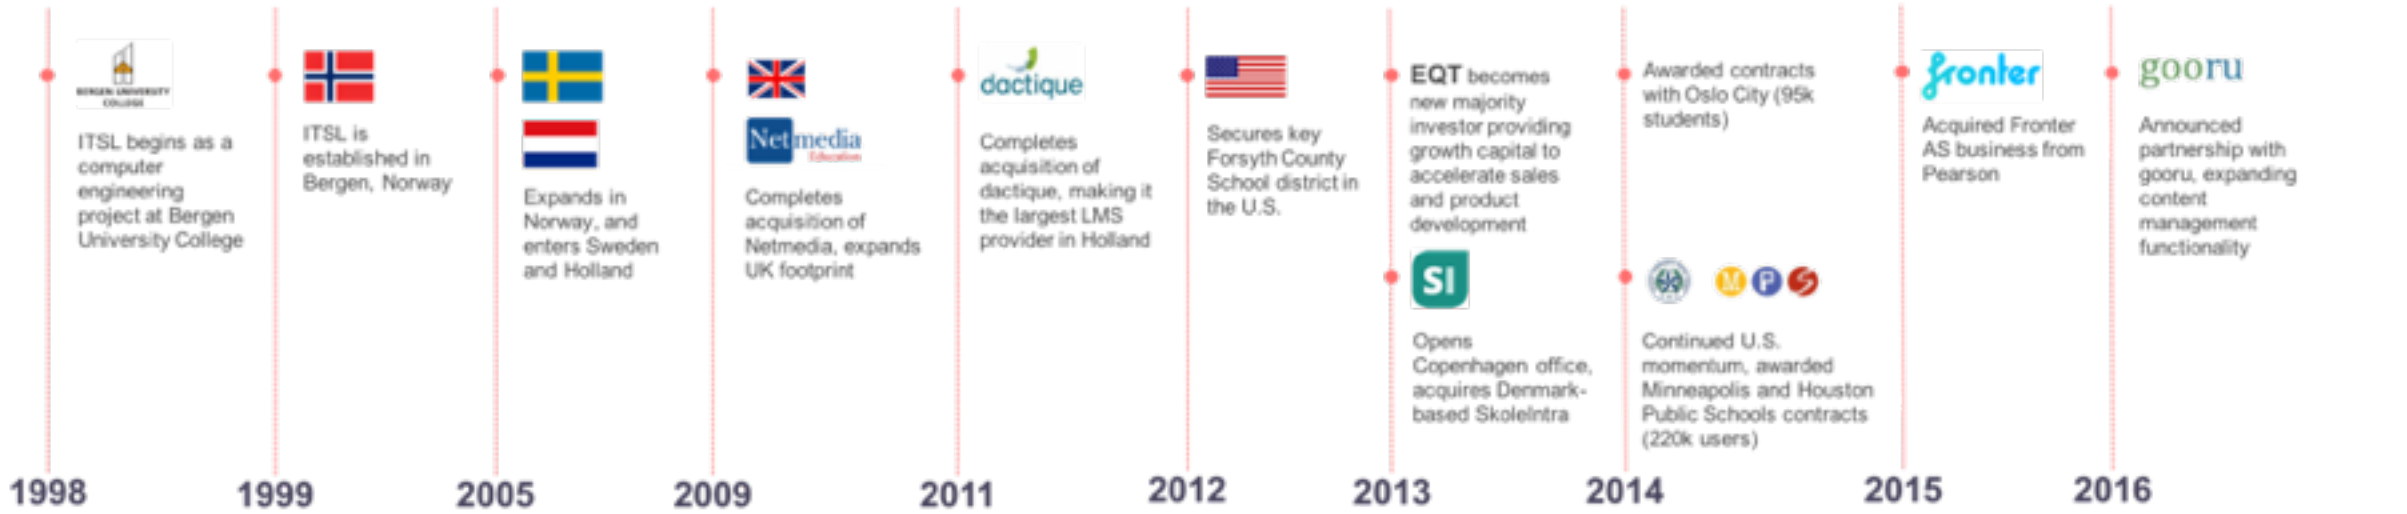 BERGEN UNIVERSITY
COLLEGE
ITSL begins as a
computer
engineering
project at Bergen
University College
1998
ITSL is
established in
Bergen, Norway
1999
Expands in
Norway, and
enters Sweden
and Holland
2005
Netmedia
Education
Completes
acquisition of
Netmedia, expands
UK footprint
2009
dactique
Completes
acquisition of
dactique, making it
the largest LMS
provider in Holland
2011
Secures key
Forsyth County
School district in
the U.S.
2012
EQT becomes
new majority
investor providing
growth capital to
accelerate sales
and product
development
SI
Opens
Copenhagen office,
acquires Denmark-
based SkoleIntra
2013
Awarded contracts
with Oslo City (95k
students)
M P S
Continued U.S.
momentum, awarded
Minneapolis and Houston
Public Schools contracts
(220k users)
2014
fronter
Acquired Fronter
AS business from
Pearson
2015
gooru
Announced
partnership with
gooru, expanding
content
management
functionality
2016